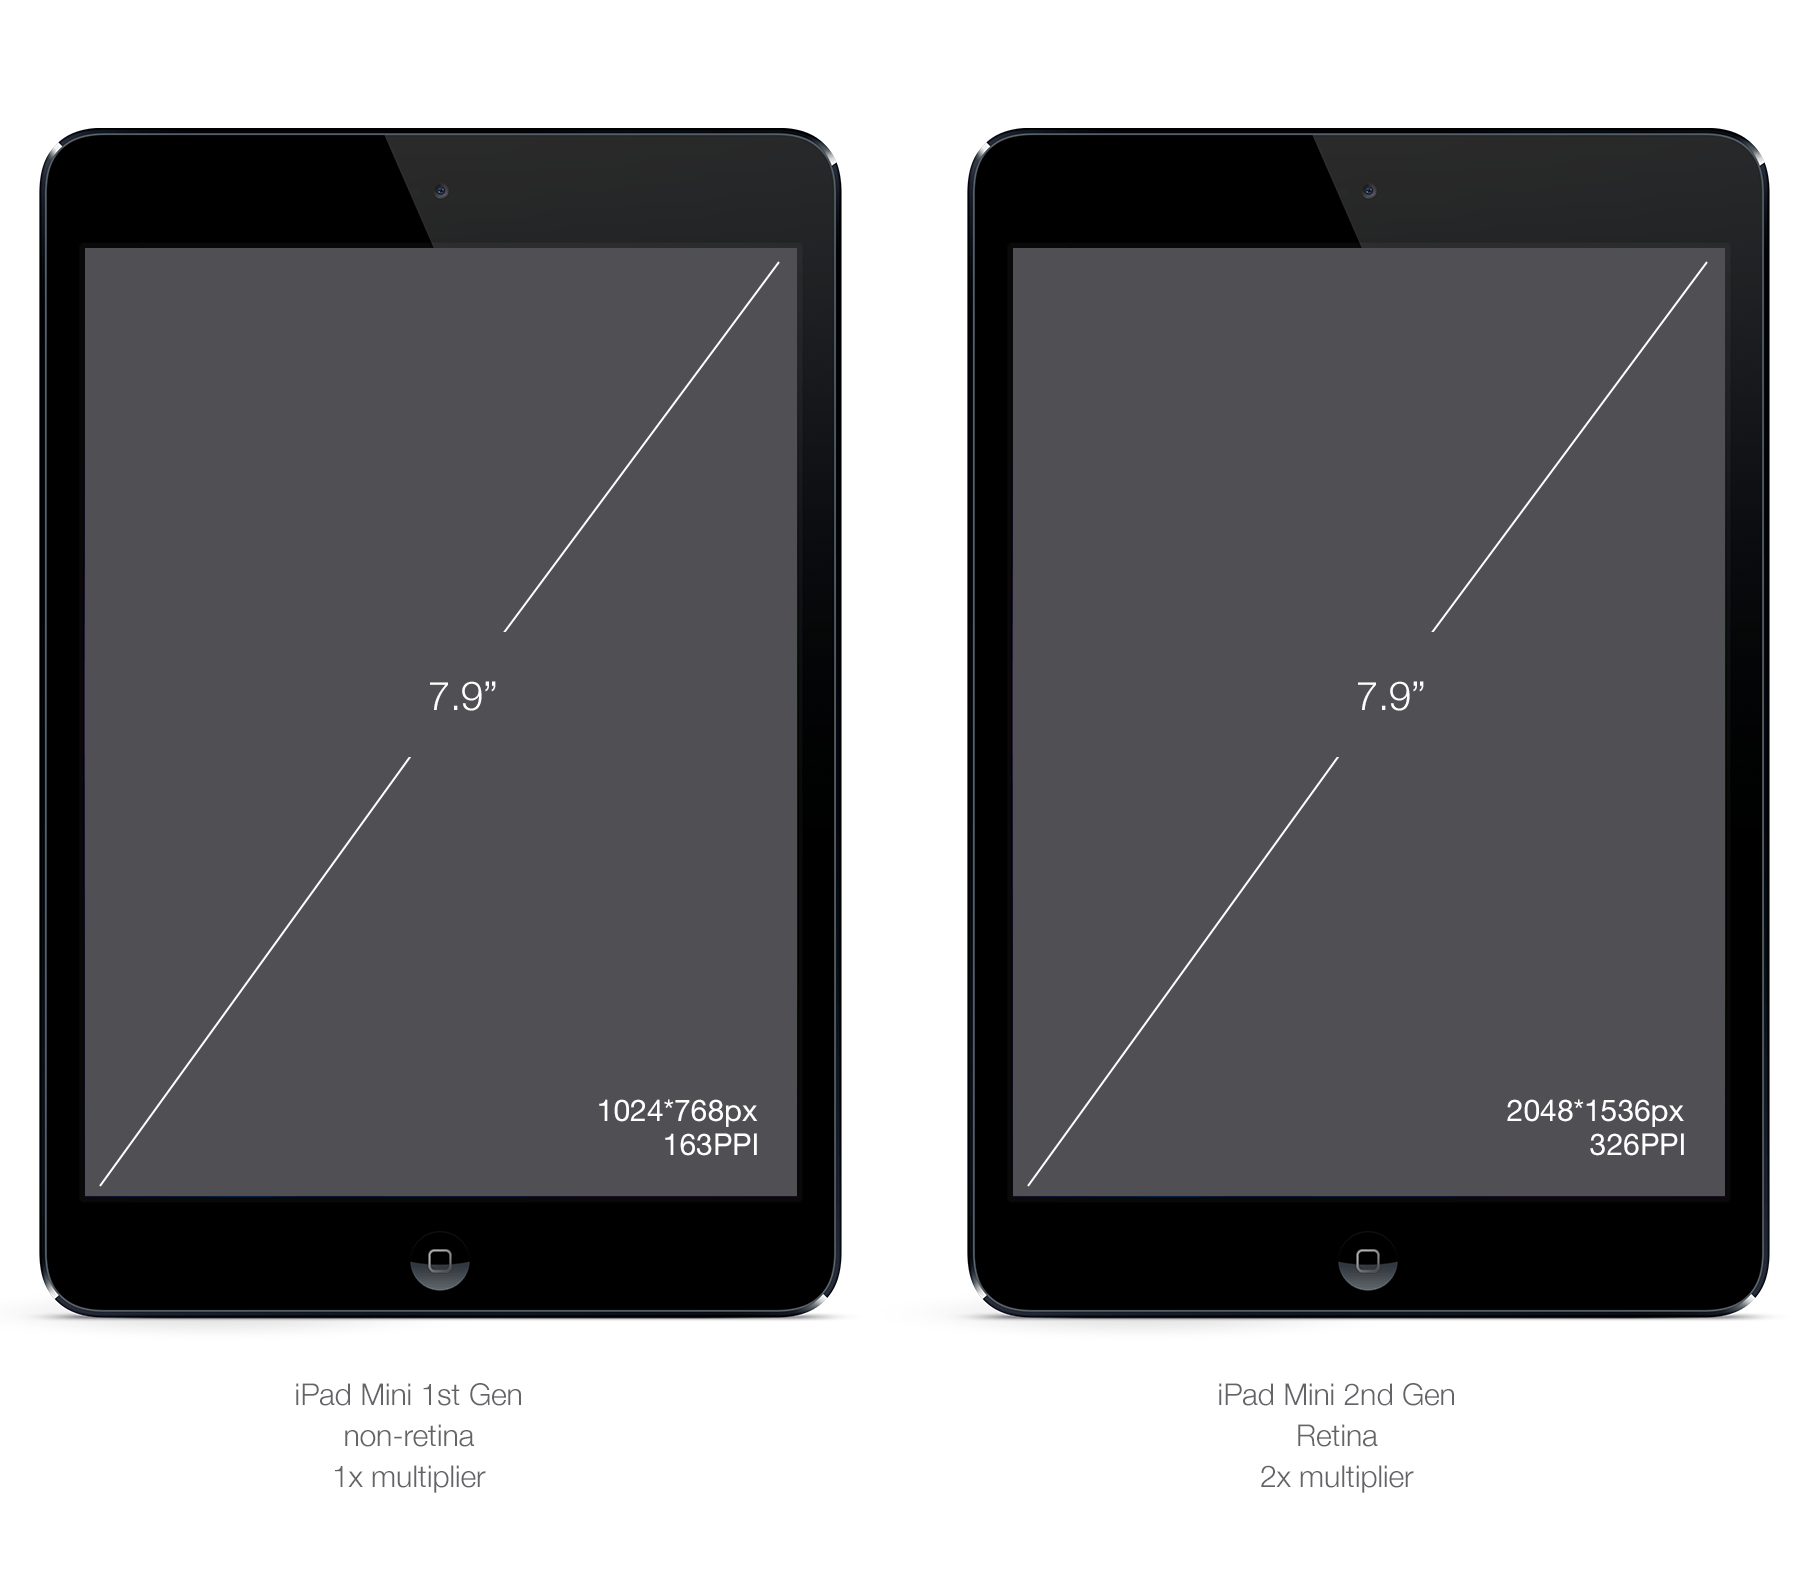 7.9”
1024*768px
163PPI
iPad Mini 1st Gen
non-retina
1x multiplier
7.9”
2048*1536px
326PPI
iPad Mini 2nd Gen
Retina
2x multiplier